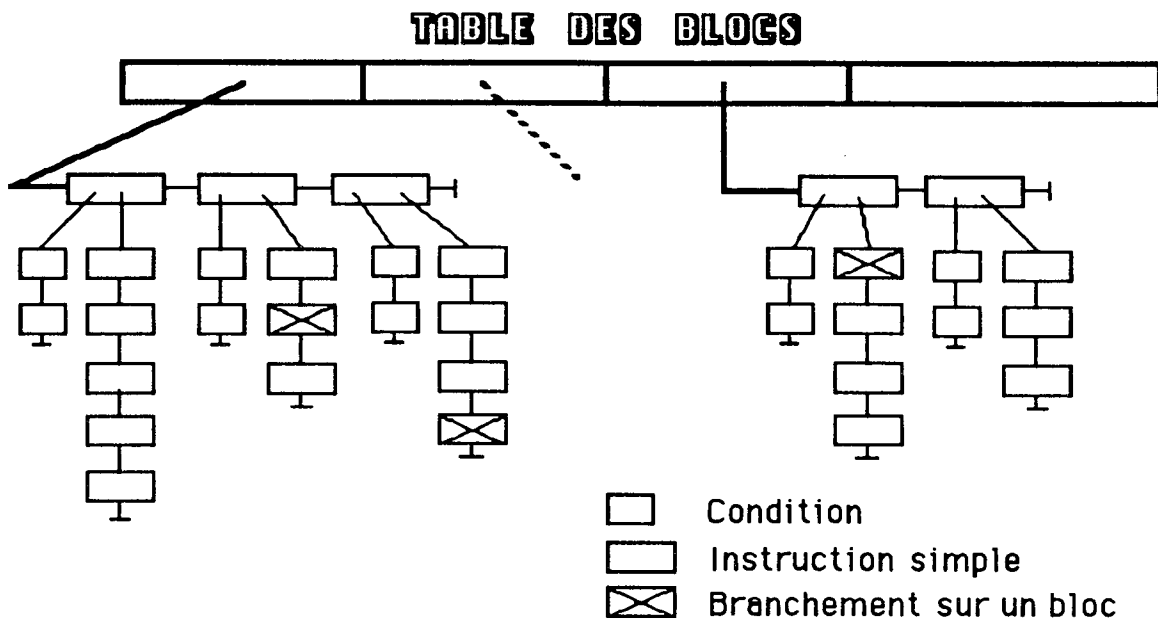 TABLE DES BLOCS
Condition
Instruction simple
Branchement sur un bloc